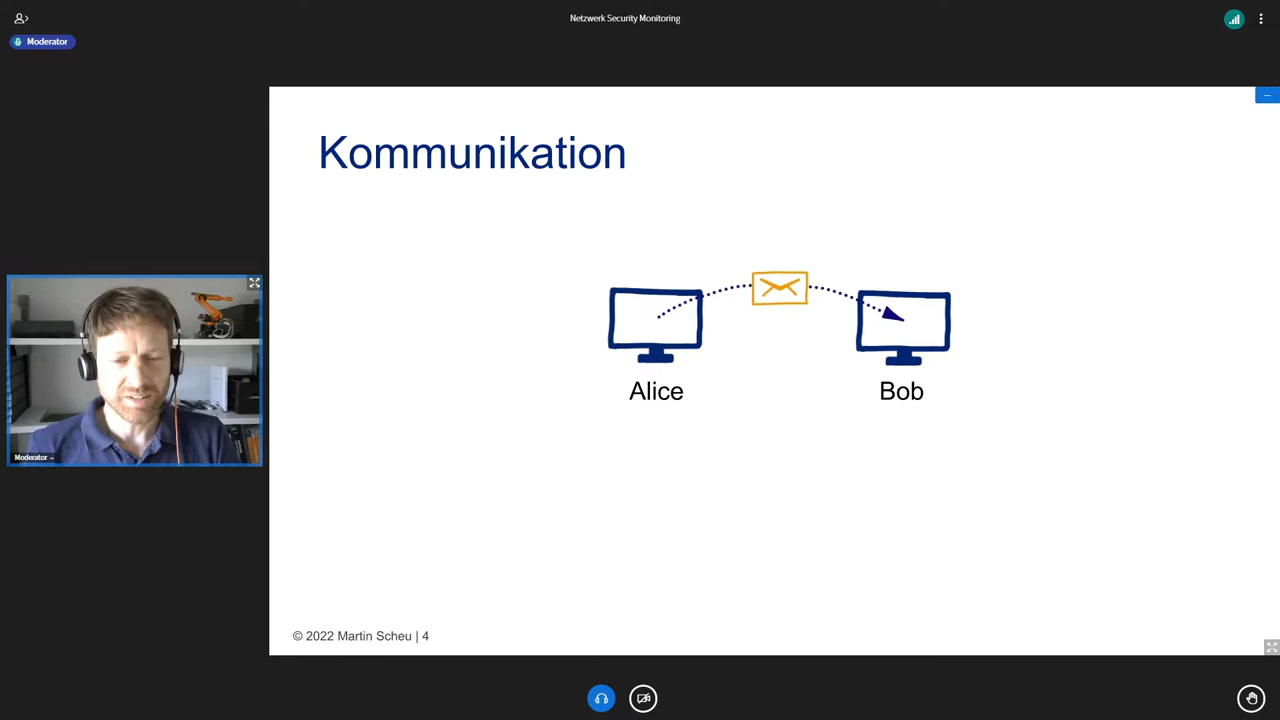 Netzwerk Security Monitoring
Moderator
Kommunikation
Alice
Bob
Moderator
© 2022 Martin Scheu | 4